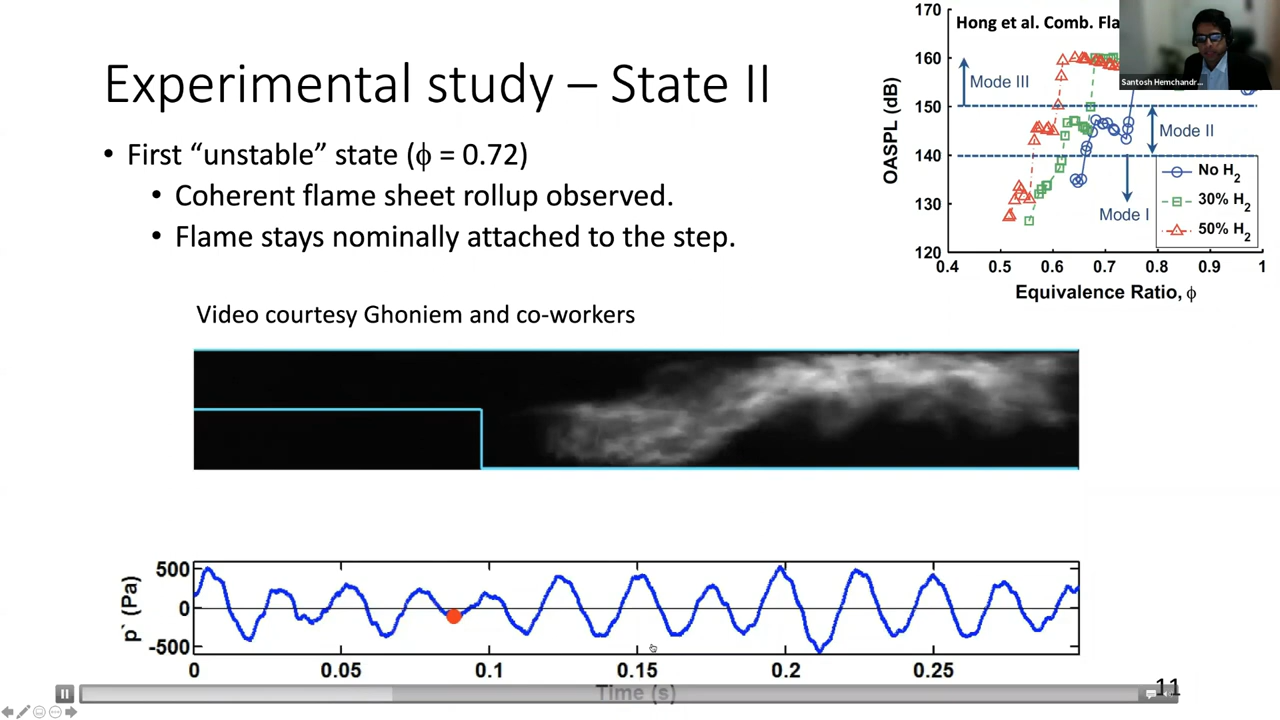 Experimental study – State II
• First “unstable” state (ϕ = 0.72)
• Coherent flame sheet rollup observed.
• Flame stays nominally attached to the step.
Video courtesy Ghoniem and co-workers
Hong et al. Comb. Fla
Santosh Hemchandr...
170
160
150
140
130
120
OASPL (dB)
Mode III
Mode II
Mode I
No H2
30% H2
50% H2
0.4 0.5 0.6 0.7 0.8 0.9 1
Equivalence Ratio, ϕ
500
0
-500
p` (Pa)
0 0.05 0.1 0.15 0.2 0.25
Time (s)
11